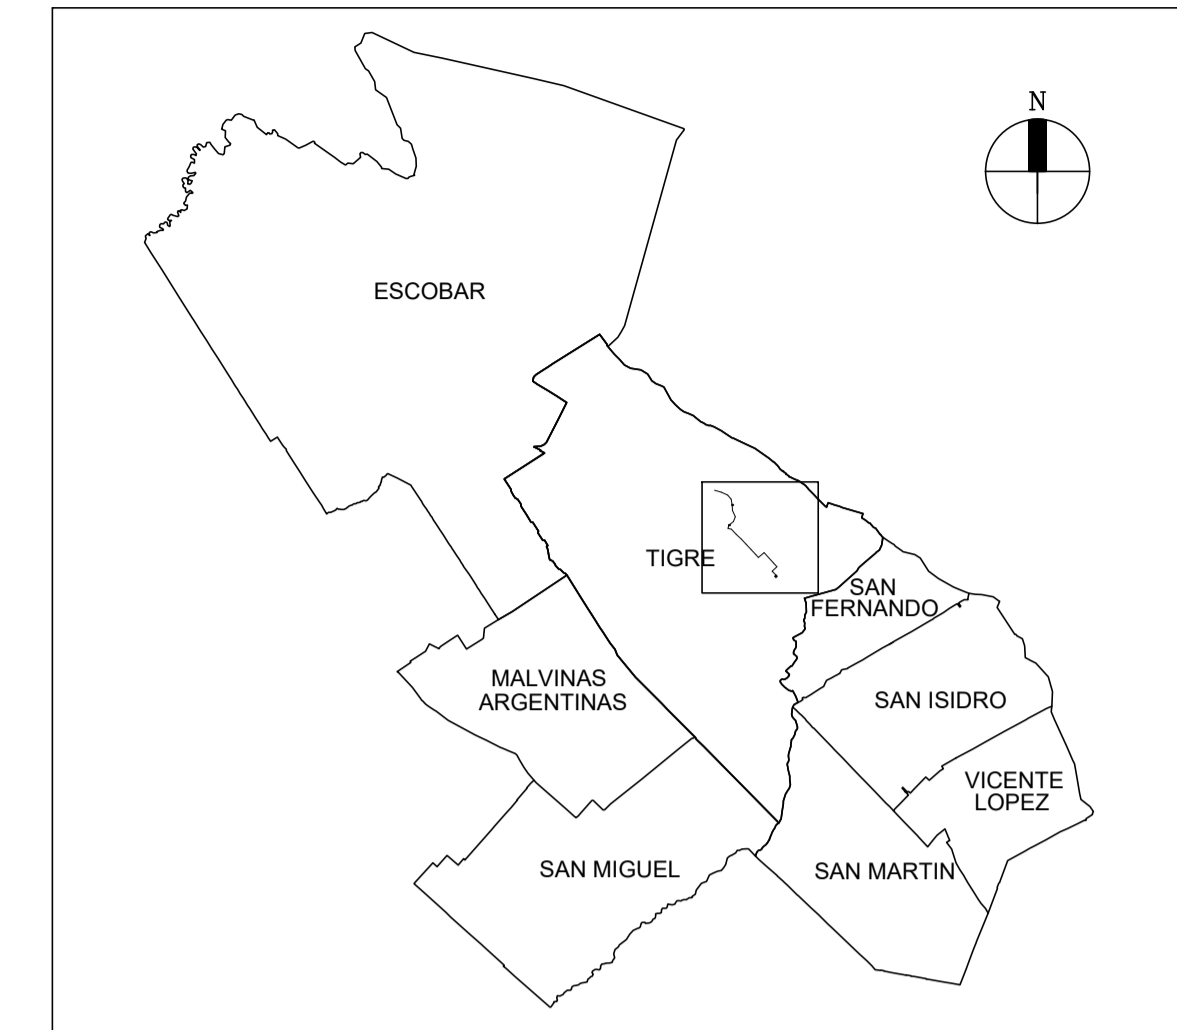 N
ESCOBAR
TIGRE
SAN
FERNANDO
MALVINAS
ARGENTINAS
SAN ISIDRO
VICENTE
LOPEZ
SAN MIGUEL
SAN MARTIN